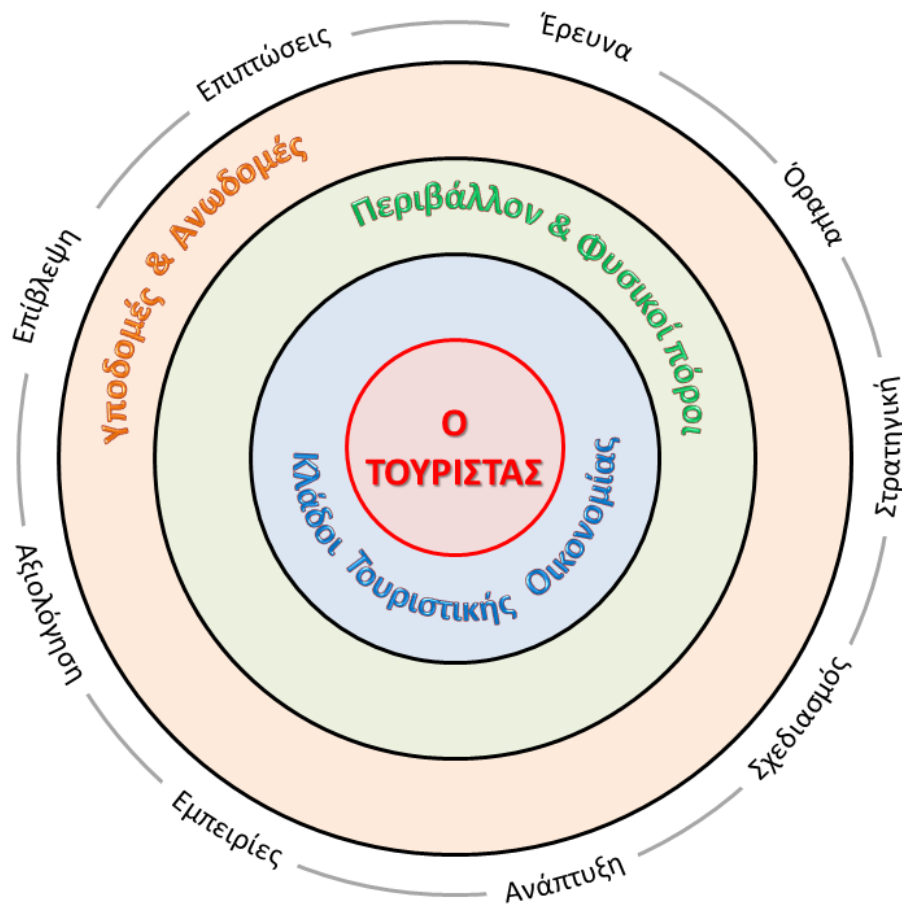 Έρευνα
Όραμα
Στρατηγική
Σχεδιασμός
Ανάπτυξη
Εμπειρίες
Αξιολόγηση
Επίβλεψη
Επιπτώσεις
Υποδομές & Ανωδομές
Περιβάλλον & Φυσικοί πόροι
Ο
ΤΟΥΡΙΣΤΑΣ
Κλάδοι Τουριστικής Οικονομίας